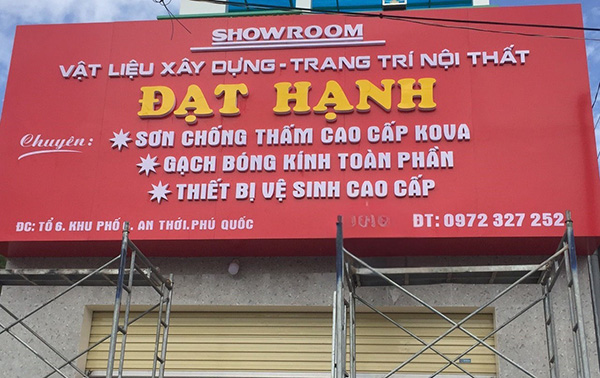 SHOWROOM
VẬT LIỆU XÂY DỰNG - TRANG TRÍ NỘI THẤT
ĐẠT HẠNH
Chuyên:
SƠN CHỐNG THẤM CAO CẤP KOVA
GẠCH BÓNG KÍNH TOÀN PHẦN
THIẾT BỊ VỆ SINH CAO CẤP
ĐC: TỔ 6, KHU PHỐ AN THỚI, PHÚ QUỐC
ĐT: 0972 327 252